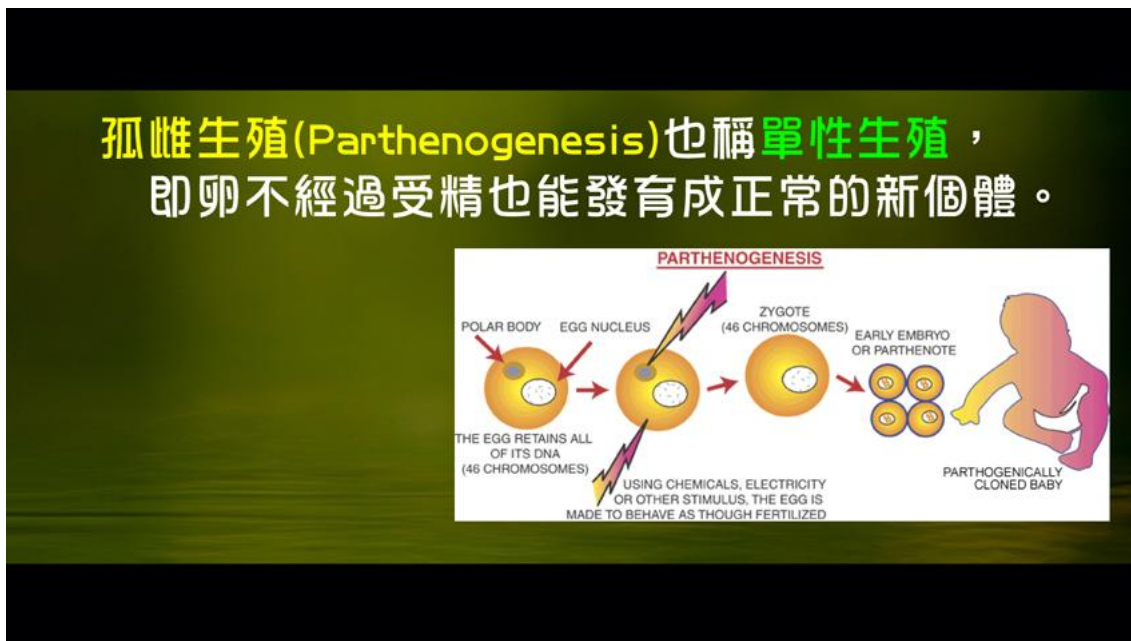 孤雌生殖(Parthenogenesis)也稱單性生殖，
即卵不經過受精也能發育成正常的新個體。
PARTHENOGENESIS
POLAR BODY
EGG NUCLEUS
ZYGOTE
(46 CHROMOSOMES)
EARLY EMBRYO
OR PARTHENOTE
THE EGG RETAINS ALL
OF ITS DNA
(46 CHROMOSOMES)
USING CHEMICALS, ELECTRICITY
OR OTHER STIMULUS, THE EGG IS
MADE TO BEHAVE AS THOUGH FERTILIZED
PARTHOGENICALLY
CLONED BABY